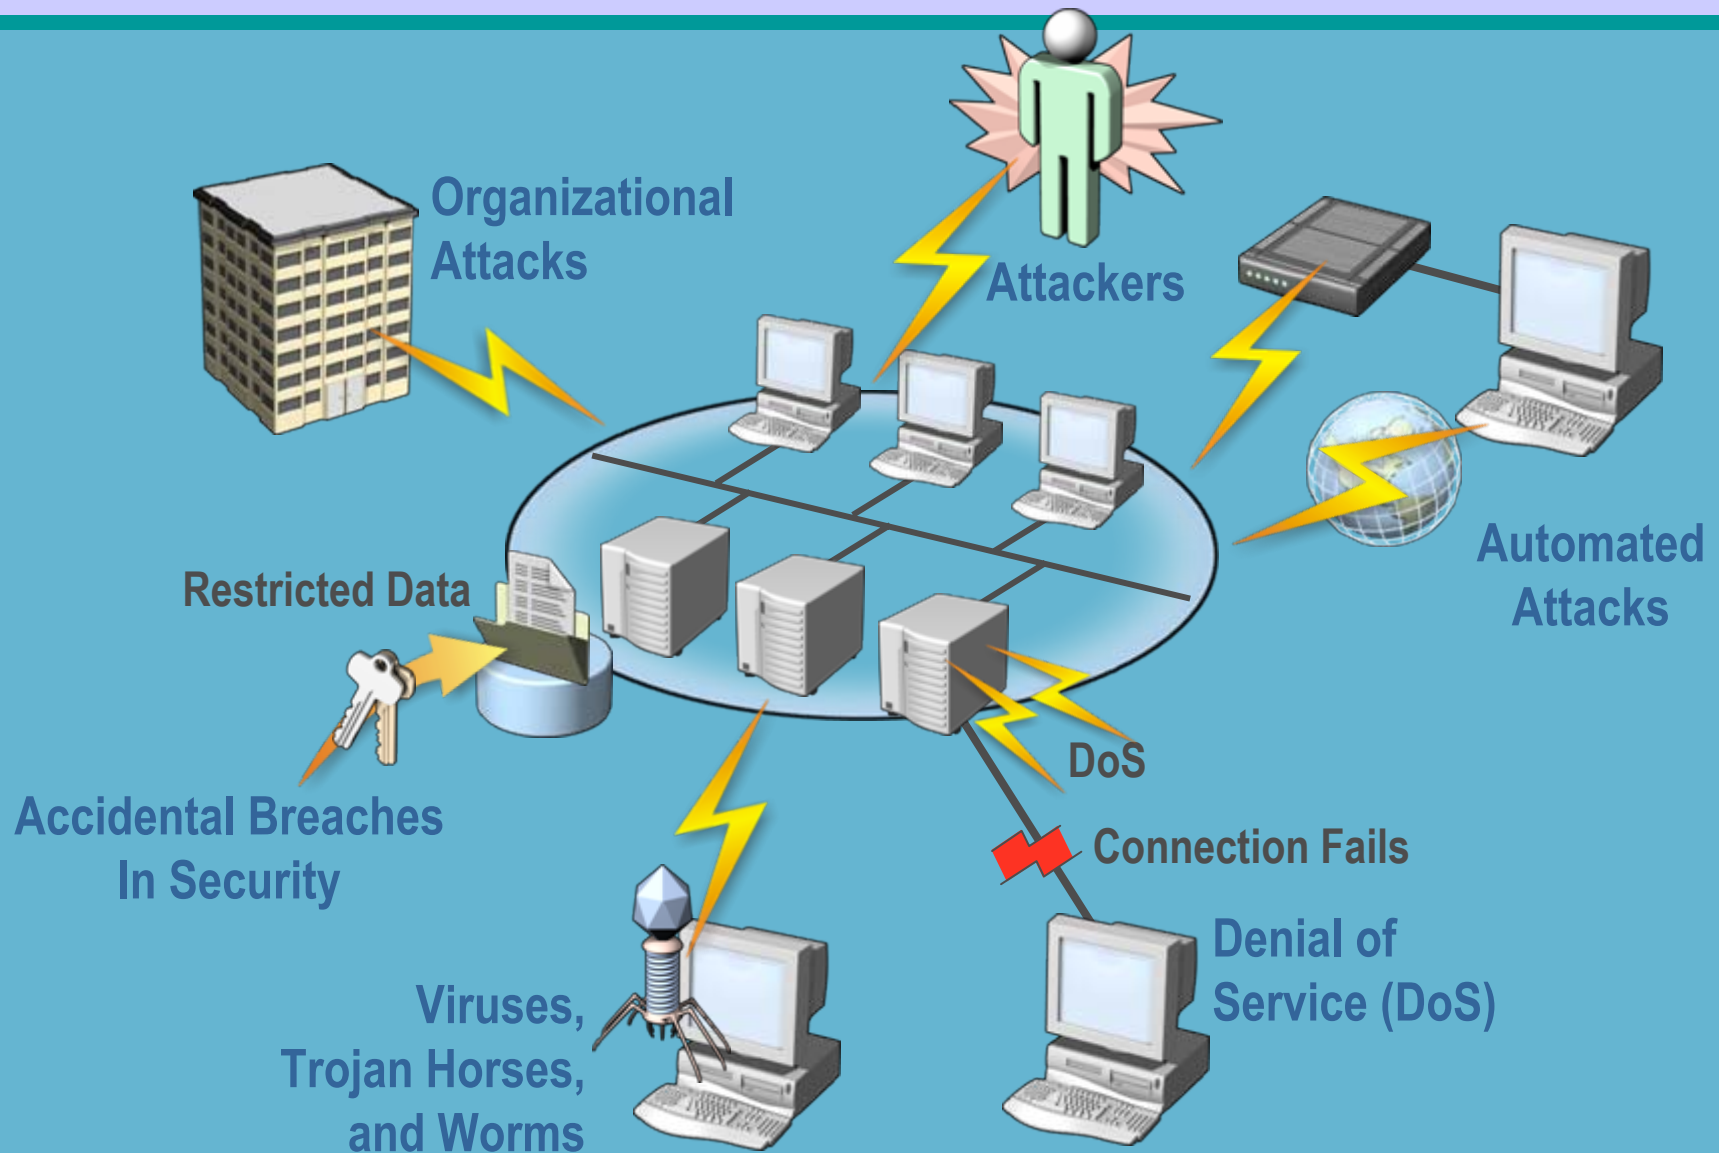 Organizational
Attacks
Attackers
Automated
Attacks
Restricted Data
DoS
Accidental Breaches
In Security
Connection Fails
Denial of
Service (DoS)
Viruses,
Trojan Horses,
and Worms